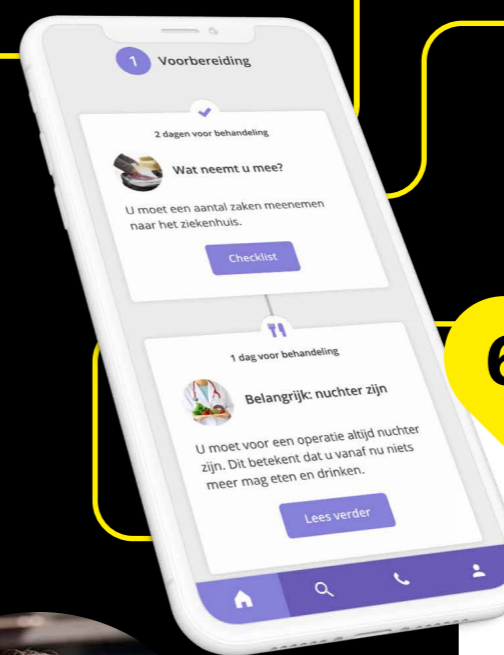 1 Voorbereiding
2 dagen voor behandeling
Wat neemt u mee?
U moet een aantal zaken meenemen
naar het ziekenhuis.
Checklist
1 dag voor behandeling
Belangrijk: nuchter zijn
U moet voor een operatie altijd nuchter
zijn. Dit betekent dat u vanaf nu niets
meer mag eten en drinken.
Lees verder
6